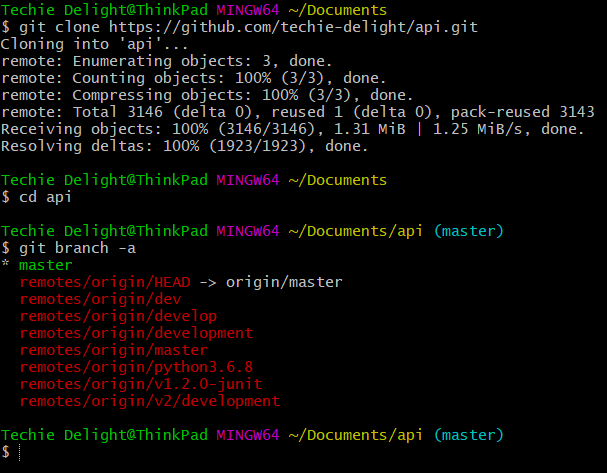 Techie Delight@ThinkPad MINGW64 ~/Documents
$ git clone https://github.com/techie-delight/api.git
Cloning into 'api'...
remote: Enumerating objects: 3, done.
remote: Counting objects: 100% (3/3), done.
remote: Compressing objects: 100% (3/3), done.
remote: Total 3146 (delta 0), reused 1 (delta 0), pack-reused 3143
Receiving objects: 100% (3146/3146), 1.31 MiB | 1.25 MiB/s, done.
Resolving deltas: 100% (1923/1923), done.
Techie Delight@ThinkPad MINGW64 ~/Documents
$ cd api
Techie Delight@ThinkPad MINGW64 ~/Documents/api (master)
$ git branch -a
* master
remotes/origin/HEAD -> origin/master
remotes/origin/dev
remotes/origin/develop
remotes/origin/development
remotes/origin/master
remotes/origin/python3.6.8
remotes/origin/v1.2.0-junit
remotes/origin/v2/development
Techie Delight@ThinkPad MINGW64 ~/Documents/api (master)
$